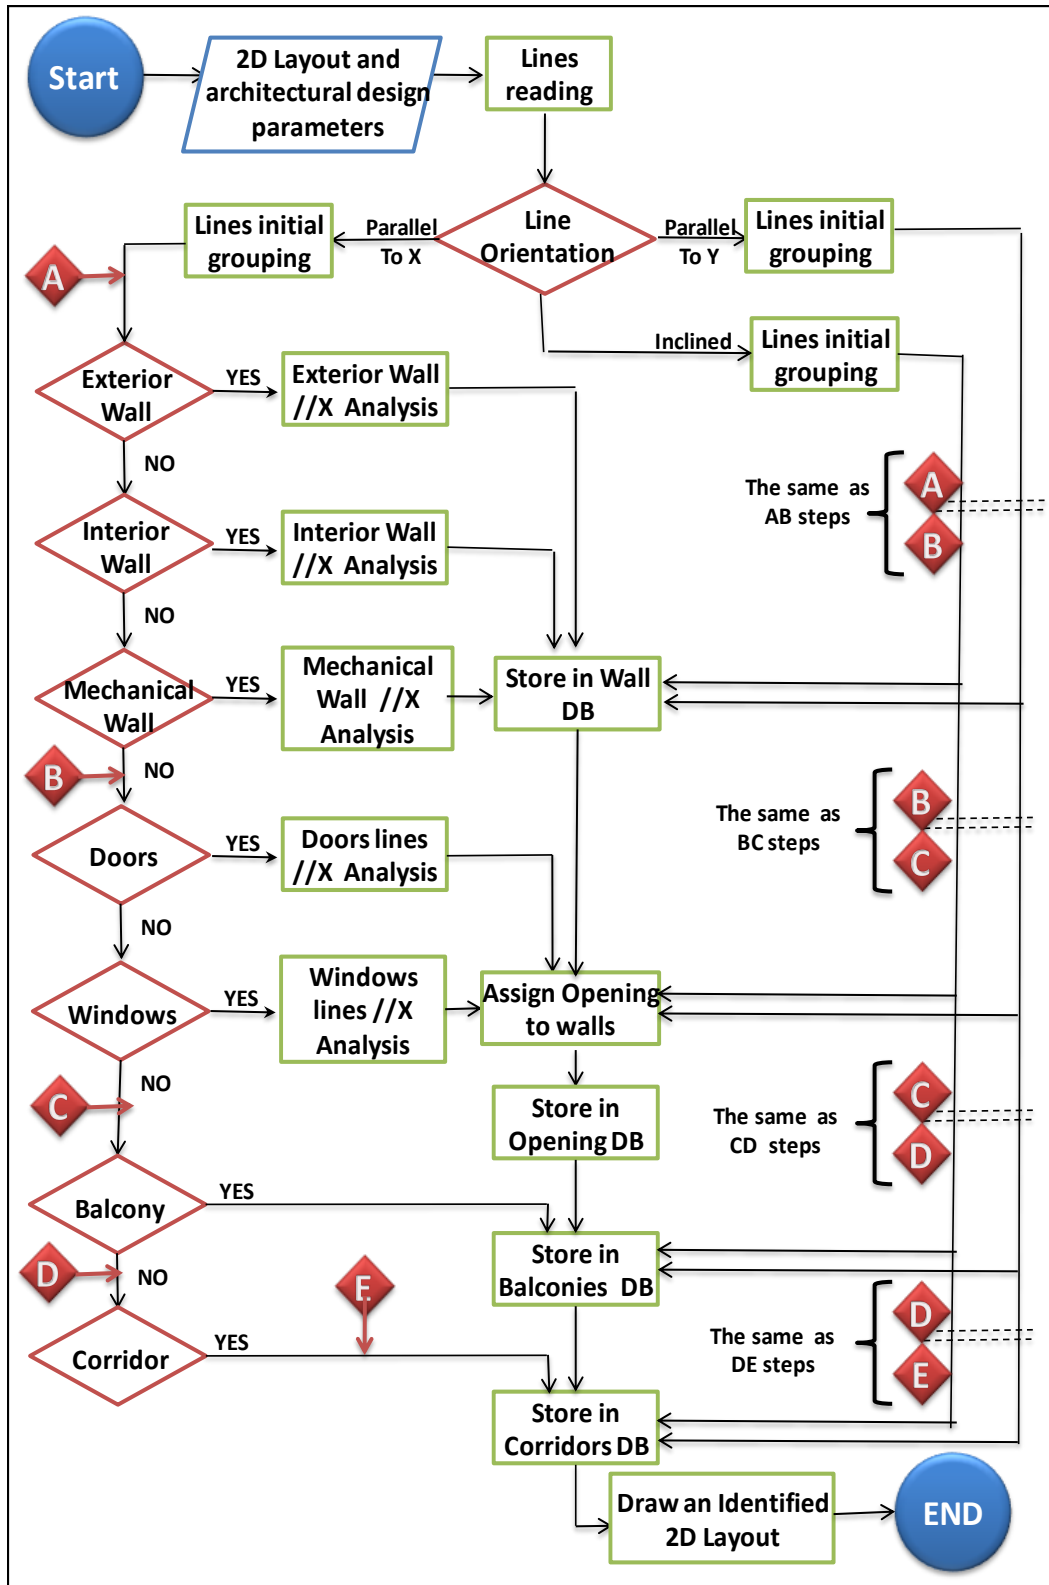 Start
2D Layout and
architectural design
parameters
Lines
reading
Line
Orientation
Parallel
To X
Lines initial
grouping
Parallel
To Y
Lines initial
grouping
Inclined
Lines initial
grouping
A
Exterior
Wall
YES
Exterior Wall
//X Analysis
NO
Interior
Wall
YES
Interior Wall
//X Analysis
NO
Mechanical
Wall
YES
Mechanical
Wall //X
Analysis
Store in Wall
DB
The same as
AB steps
A
B
B
NO
Doors
YES
Doors lines
//X Analysis
The same as
BC steps
B
C
NO
Windows
YES
Windows
lines //X
Analysis
Assign Opening
to walls
NO
C
Store in
Opening DB
The same as
CD steps
C
D
Balcony
YES
Store in
Balconies DB
D
NO
E
Corridor
YES
The same as
DE steps
D
E
Store in
Corridors DB
Draw an Identified
2D Layout
END